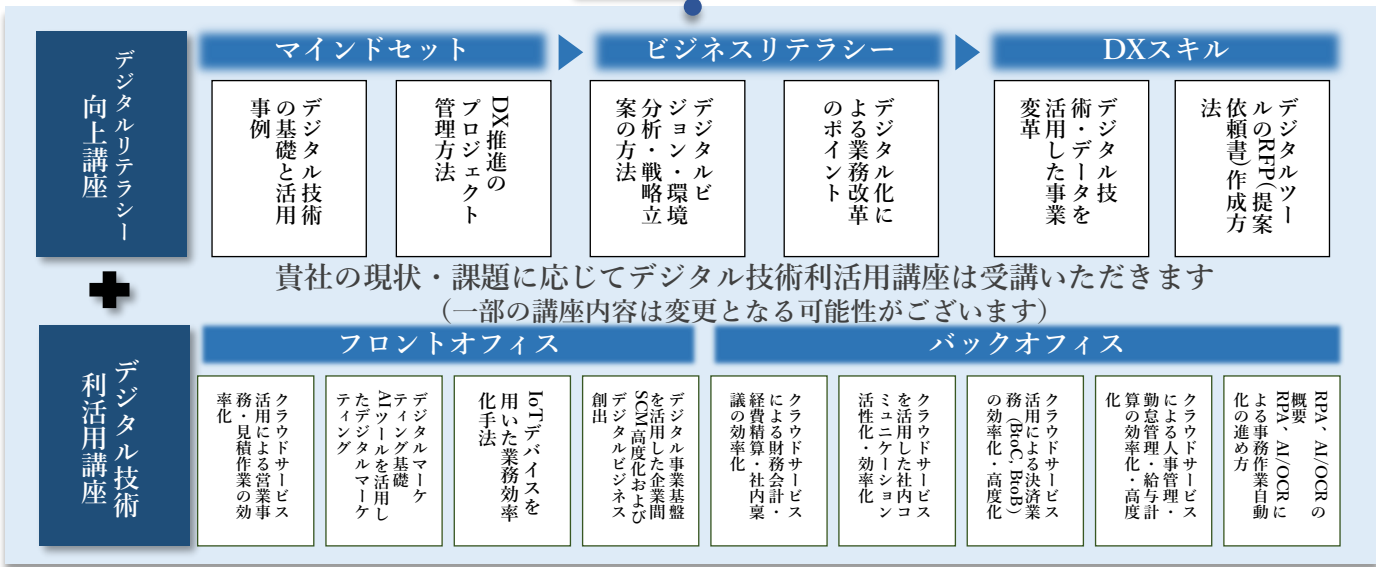 デジタルリテラシー
向上講座
マインドセット
ビジネスリテラシー
DXスキル
デジタル技術
の基礎と活用
事例
DX推進の
プロジェクト
管理方法
デジタルビ
ジョン・環境
分析・戦略立
案の方法
デジタル化に
よる業務改革
のポイント
デジタル技
術・データを
活用した事業
変革
デジタルツー
ルのRFP(提案
依頼書)作成方
法
貴社の現状・課題に応じてデジタル技術利活用講座は受講いただきます
（一部の講座内容は変更となる可能性がございます）
デジタル技術
利活用講座
フロントオフィス
バックオフィス
クラウドサービス
活用による営業事
務・見積作業の効
率化
デジタルマーケ
ティング基礎
AIツールを活用し
たデジタルマーケ
ティング
IoTデバイスを
用いた業務効率
化手法
デジタル事業基盤
を活用した企業間
SCM高度化および
デジタルビジネス
創出
クラウドサービス
による財務会計・
経費精算・社内稟
議の効率化
クラウドサービス
を活用した社内コ
ミュニケーション
活性化・効率化
クラウドサービス
活用による決済業
務（BtoC, BtoB）
の効率化・高度化
クラウドサービス
による人事管理・
勤怠管理・給与計
算の効率化・高度
化
RPA・AI/OCRの
概要
RPA・AI/OCRに
よる事務作業自動
化の進め方